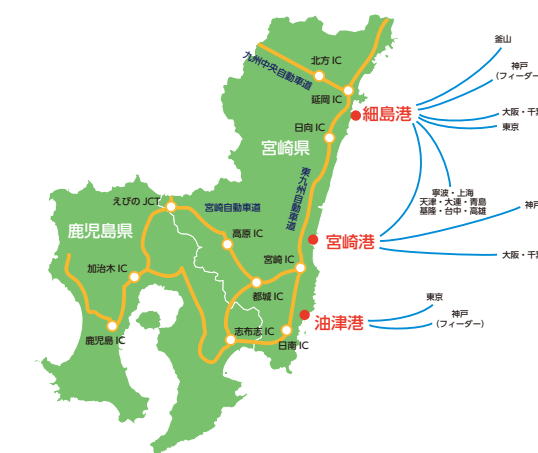 釜山
神戸
(フィーダー)
大阪・千
東京
寧波・上海
天津・大連・青島
基隆・台中・高雄
神戸
大阪・千
東京
神戸
(フィーダー)
九州中央自動車道
北方 IC
延岡 IC
細島港
日向 IC
宮崎県
東九州自動車道
えびの JCT
宮崎自動車道
鹿児島県
高原 IC
宮崎港
加治木 IC
宮崎 IC
都城 IC
油津港
志布志 IC
鹿児島 IC
日南 IC